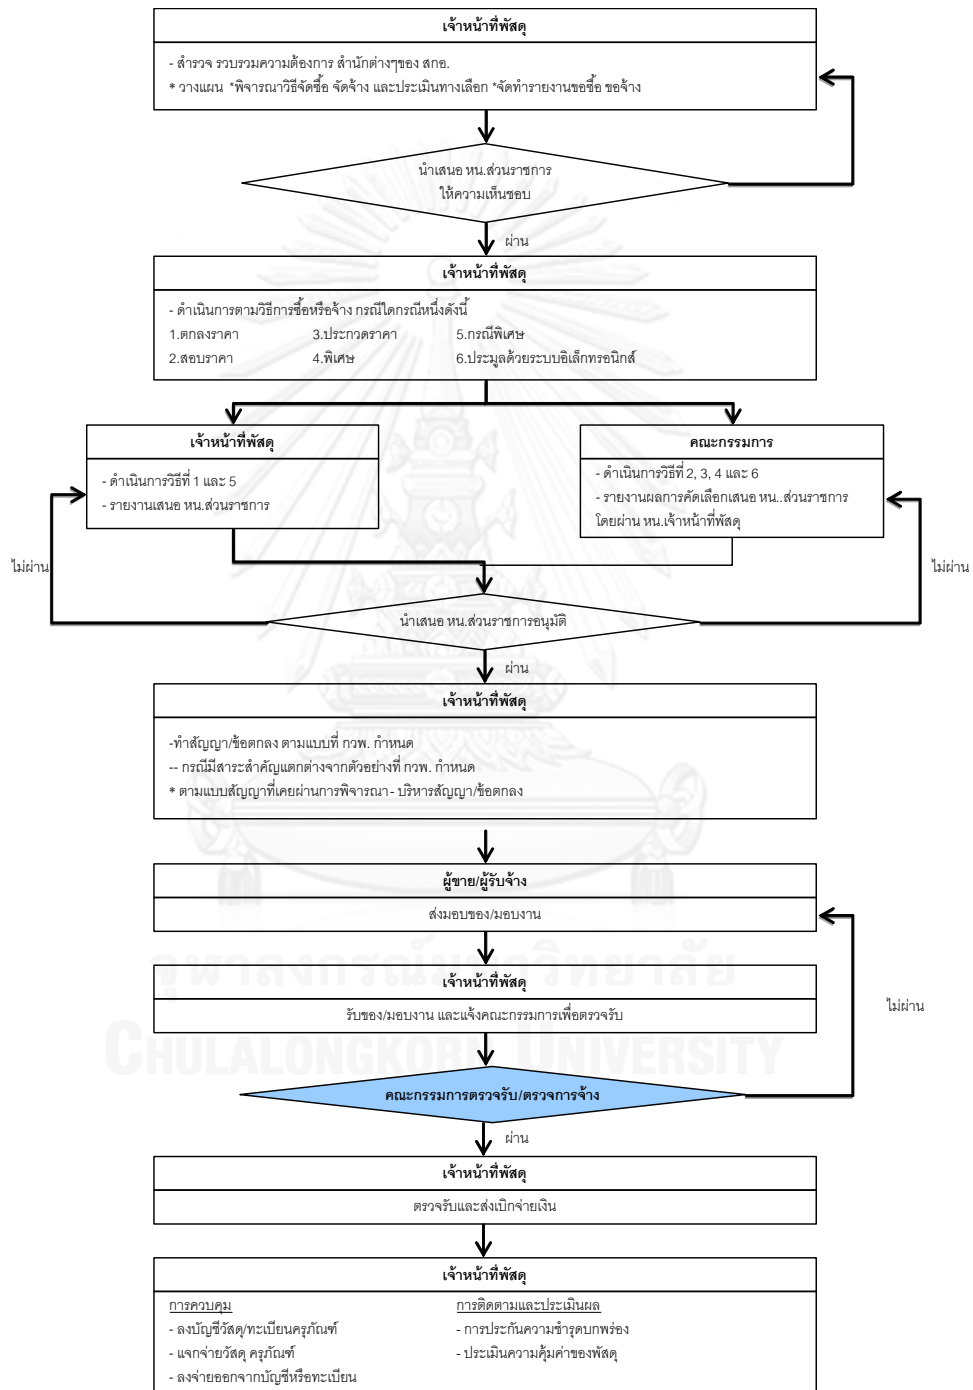 เจ้าหน้าที่พัสดุ
- สำรวจ รวบรวมความต้องการ สำนักต่างๆของ สกอ.
* วางแผน *พิจารณาวิธีจัดซื้อ จัดจ้าง และประเมินทางเลือก *จัดทำรายงานขอซื้อ ขอจ้าง
นำเสนอ หน.ส่วนราชการ
ให้ความเห็นชอบ
ผ่าน
เจ้าหน้าที่พัสดุ
- ดำเนินการตามวิธีการซื้อหรือจ้าง กรณีใดกรณีหนึ่งดังนี้
1.ตกลงราคา 3.ประกวดราคา 5.กรณีพิเศษ
2.สอบราคา 4.พิเศษ 6.ประมูลด้วยระบบอิเล็กทรอนิกส์
เจ้าหน้าที่พัสดุ
- ดำเนินการวิธีที่ 1 และ 5
- รายงานเสนอ หน.ส่วนราชการ
คณะกรรมการ
- ดำเนินการวิธีที่ 2, 3, 4 และ 6
- รายงานผลการคัดเลือกเสนอ หน..ส่วนราชการ
โดยผ่าน หน.เจ้าหน้าที่พัสดุ
ไม่ผ่าน
ไม่ผ่าน
นำเสนอ หน.ส่วนราชการอนุมัติ
ผ่าน
เจ้าหน้าที่พัสดุ
-ทำสัญญา/ข้อตกลง ตามแบบที่ กวพ. กำหนด
-- กรณีมีสาระสำคัญแตกต่างจากตัวอย่างที่ กวพ. กำหนด
* ตามแบบสัญญาที่เคยผ่านการพิจารณา- บริหารสัญญา/ข้อตกลง
ผู้ขาย/ผู้รับจ้าง
ส่งมอบของ/มอบงาน
เจ้าหน้าที่พัสดุ
รับของ/มอบงาน และแจ้งคณะกรรมการเพื่อตรวจรับ
ไม่ผ่าน
จุฬาลงกรณ์มหาวิทยาลัย
CHULALONGKORN UNIVERSITY
คณะกรรมการตรวจรับ/ตรวจการจ้าง
ผ่าน
เจ้าหน้าที่พัสดุ
ตรวจรับและส่งเบิกจ่ายเงิน
เจ้าหน้าที่พัสดุ
การควบคุม การติดตามและประเมินผล
- ลงบัญชีวัสดุ/ทะเบียนครุภัณฑ์ - การประกันความชำรุดบกพร่อง
- แจกจ่ายวัสดุ ครุภัณฑ์ - ประเมินความคุ้มค่าของพัสดุ
- ลงจ่ายออกจากบัญชีหรือทะเบียน